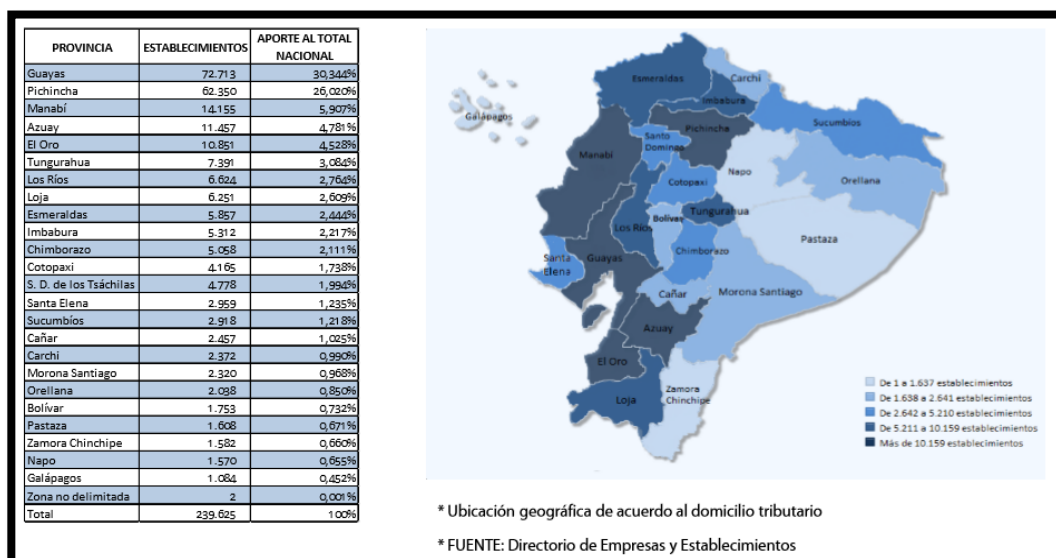 PROVINCIA ESTABLECIMIENTOS APORTE AL TOTAL NACIONAL
Guayas 72.713 30,344%
Pichincha 62.350 26,020%
Manabí 14.155 5,907%
Azuay 11.457 4,781%
El Oro 10.851 4,528%
Tungurahua 7.391 3,084%
Los Ríos 6.624 2,764%
Loja 6.251 2,609%
Esmeraldas 5.857 2,444%
Imbabura 5.312 2,217%
Chimborazo 5.058 2,111%
Cotopaxi 4.165 1,738%
S. D. de los Tsáchilas 4.778 1,994%
Santa Elena 2.959 1,235%
Sucumbíos 2.918 1,218%
Cañar 2.457 1,025%
Carchi 2.372 0,990%
Morona Santiago 2.320 0,968%
Orellana 2.038 0,850%
Bolívar 1.753 0,732%
Pastaza 1.608 0,671%
Zamora Chinchipe 1.582 0,660%
Napo 1.570 0,655%
Galápagos 1.084 0,452%
Zona no delimitada 2 0,001%
Total 239.625 100%
Esmeraldas
Carchi
Imbabura
Galápagos
Pichincha
Sucumbíos
Santo
Domingo
Manabí
Napo
Orellana
Cotopaxi
Tungurahua
Bolívar
Los Ríos
Pastaza
Chimborazo
Santa
Elena
Guayas
Morona Santiago
Cañar
Azuay
El Oro
Zamora
Chinchipe
Loja
De 1 a 1.637 establecimientos
De 1.638 a 2.641 establecimientos
De 2.642 a 5.210 establecimientos
De 5.211 a 10.159 establecimientos
Más de 10.159 establecimientos
* Ubicación geográfica de acuerdo al domicilio tributario
* FUENTE: Directorio de Empresas y Establecimientos